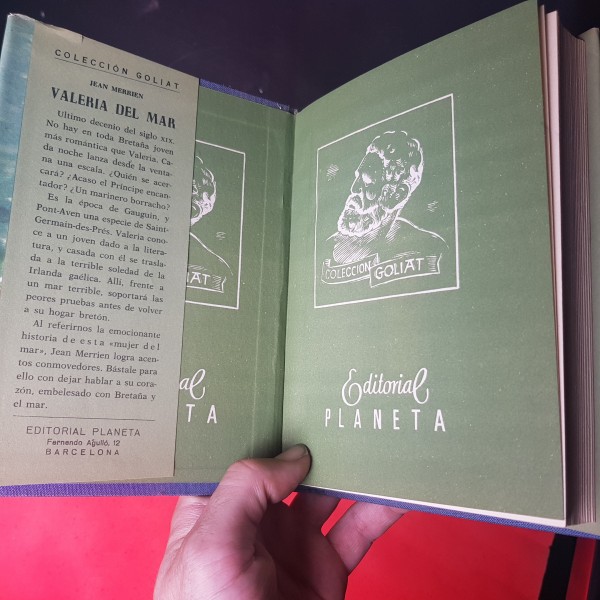 COLECCIÓN GOLIAT
JEAN MERRIEN
VALERIA DEL MAR
Ultimo decenio del siglo XIX.
No hay en toda Bretaña joven
más romántica que Valeria. Ca-
da noche lanza desde la venta-
na una escala. ¿Quién se acer-
cará? ¿Acaso el Príncipe encan-
tador? ¿Un marinero borracho?
Es la época de Gauguin, y
Pont-Aven una especie de Saint-
Germain-des-Prés. Valeria cono-
ce a un joven dado a la litera-
tura, y casada con él se trasla-
da a la terrible soledad de la
Irlanda gaélica. Allí, frente a
un mar terrible, soportará las
peores pruebas antes de volver
a su hogar bretón.
Al referirnos la emocionante
historia de esta «mujer del
mar», Jean Merrien logra acen-
tos conmovedores. Bástale para
ello con dejar hablar a su cora-
zón, embelesado con Bretaña y
el mar.
EDITORIAL PLANETA
Fernando Agulló, 12
BARCELONA
GOLIAT
ial
TA
COLECCION GOLIAT
Editorial
PLANETA